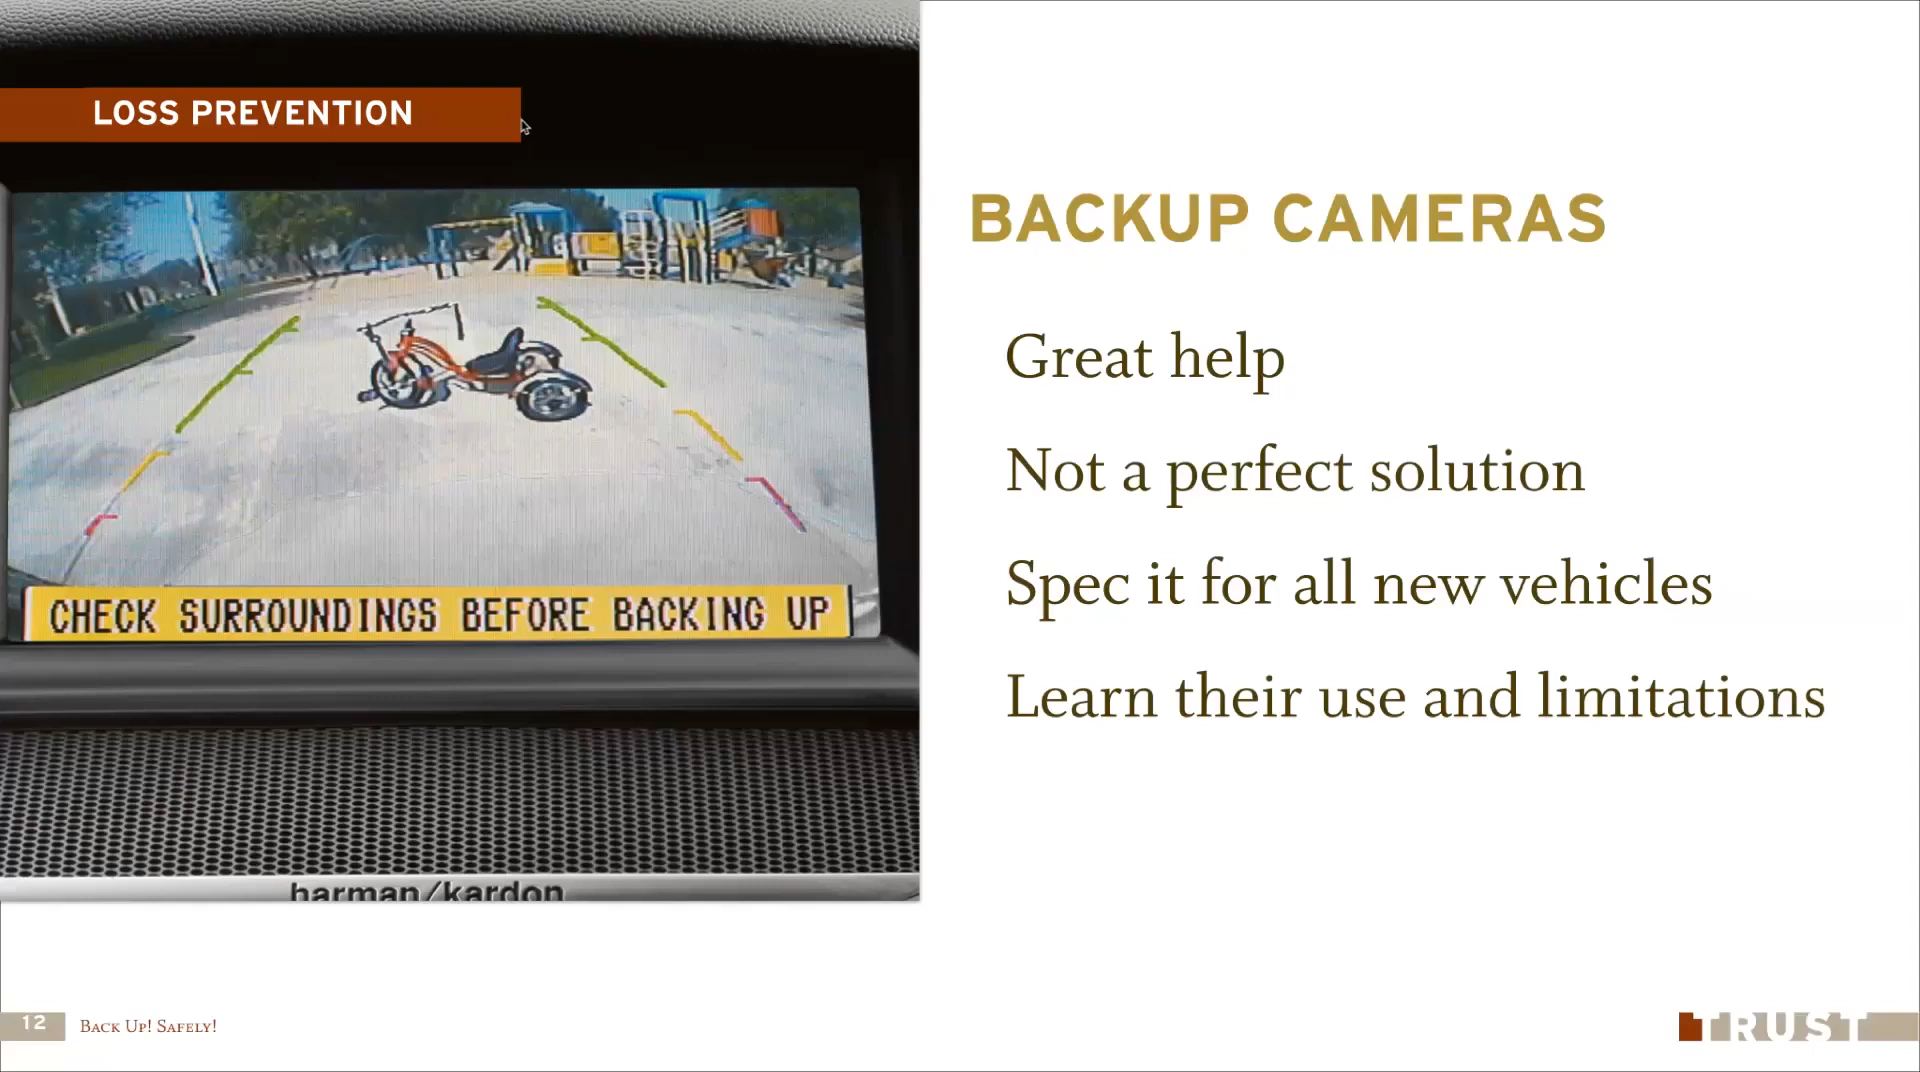 LOSS PREVENTION
CHECK SURROUNDINGS BEFORE BACKING UP
harman/kardon
BACKUP CAMERAS
Great help
Not a perfect solution
Spec it for all new vehicles
Learn their use and limitations
12
Back Up! Safely!
TRUST